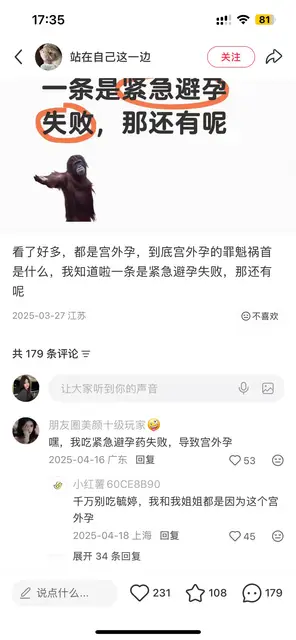 17:35
81
站在自己这一边
关注
一条是紧急避孕
失败，那还有呢
看了好多，都是宫外孕，到底宫外孕的罪魁祸首
是什么，我知道啦一条是紧急避孕失败，那还有
呢
2025-03-27 江苏
不喜欢
共 179 条评论
让大家听到你的声音
朋友圈美颜十级玩家🤪
嘿，我吃紧急避孕药失败，导致宫外孕
2025-04-16 广东 回复
53
小红薯60CE8B90
千万别吃毓婷，我和我姐姐都是因为这个宫
外孕
2025-04-18 上海 回复
45
展开 34 条回复
说点什么...
231
108
179